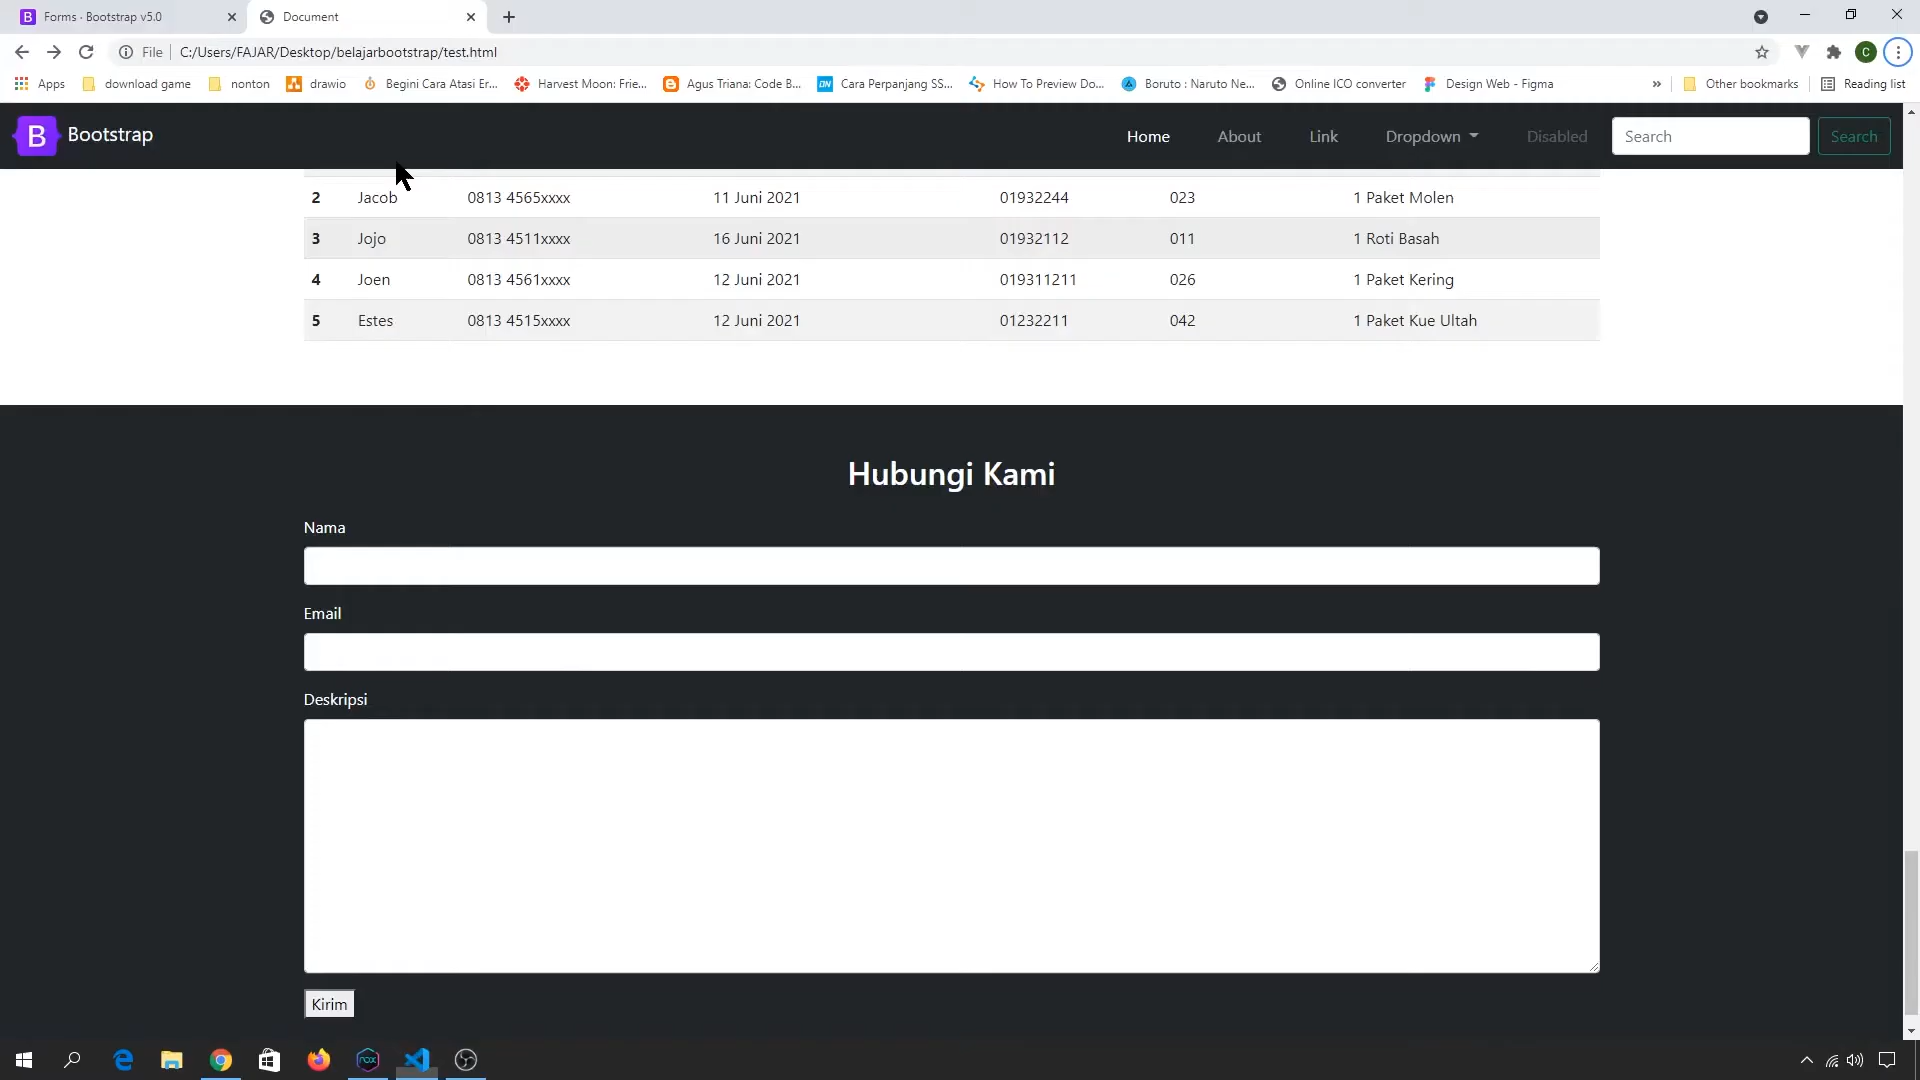 Forms · Bootstrap v5.0
Document
File
C:/Users/FAJAR/Desktop/belajarbootstrap/test.html
C
Apps
download game
nonton
drawio
Begini Cara Atasi Er...
Harvest Moon: Frie...
Agus Triana: Code B...
Cara Perpanjang SS...
How To Preview Do...
Boruto : Naruto Ne...
Online ICO converter
Design Web - Figma
»
Other bookmarks
Reading list
B Bootstrap
Home
About
Link
Dropdown
Disabled
Search
Search
2 Jacob 0813 4565xxxx 11 Juni 2021 01932244 023 1 Paket Molen
3 Jojo 0813 4511xxxx 16 Juni 2021 01932112 011 1 Roti Basah
4 Joen 0813 4561xxxx 12 Juni 2021 019311211 026 1 Paket Kering
5 Estes 0813 4515xxxx 12 Juni 2021 01232211 042 1 Paket Kue Ultah
Hubungi Kami
Nama
Email
Deskripsi
Kirim